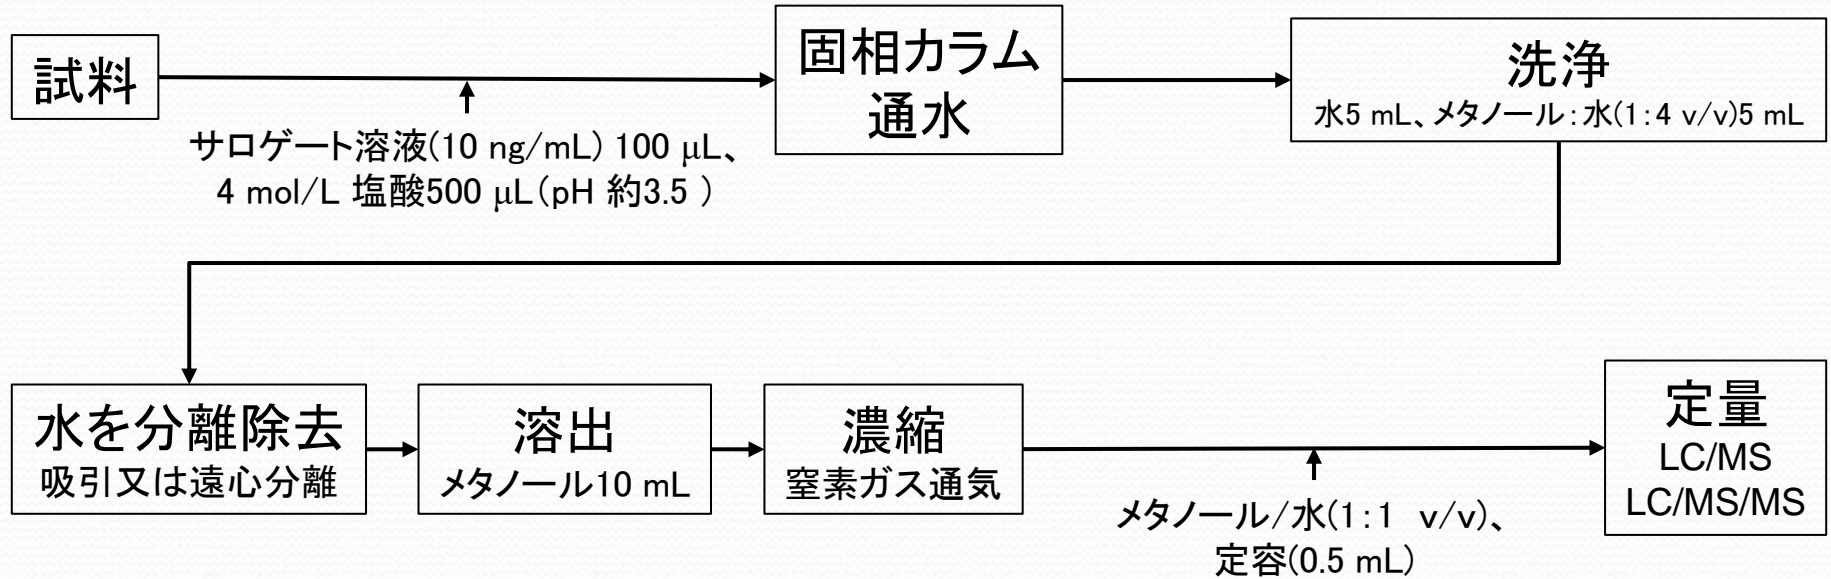 試料
サロゲート溶液(10 ng/mL) 100 μL、
4 mol/L 塩酸500 μL(pH 約3.5 )
固相カラム
通水
洗浄
水5 mL、メタノール:水(1:4 v/v)5 mL
水を分離除去
吸引又は遠心分離
溶出
メタノール10 mL
濃縮
窒素ガス通気
メタノール/水(1:1 v/v)、
定容(0.5 mL)
定量
LC/MS
LC/MS/MS